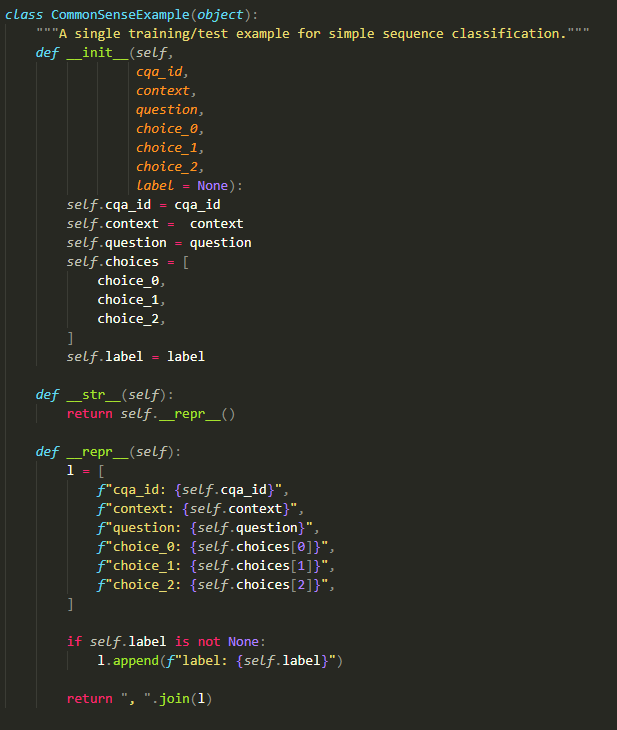 class CommonSenseExample(object):
    """A single training/test example for simple sequence classification."""
    def __init__(self,
                 cqa_id,
                 context,
                 question,
                 choice_0,
                 choice_1,
                 choice_2,
                 label = None):
        self.cqa_id = cqa_id
        self.context =  context
        self.question = question
        self.choices = [
            choice_0,
            choice_1,
            choice_2,
        ]
        self.label = label

    def __str__(self):
        return self.__repr__()

    def __repr__(self):
        l = [
            f"cqa_id: {self.cqa_id}",
            f"context: {self.context}",
            f"question: {self.question}",
            f"choice_0: {self.choices[0]}",
            f"choice_1: {self.choices[1]}",
            f"choice_2: {self.choices[2]}",
        ]

        if self.label is not None:
            l.append(f"label: {self.label}")

        return ", ".join(l)